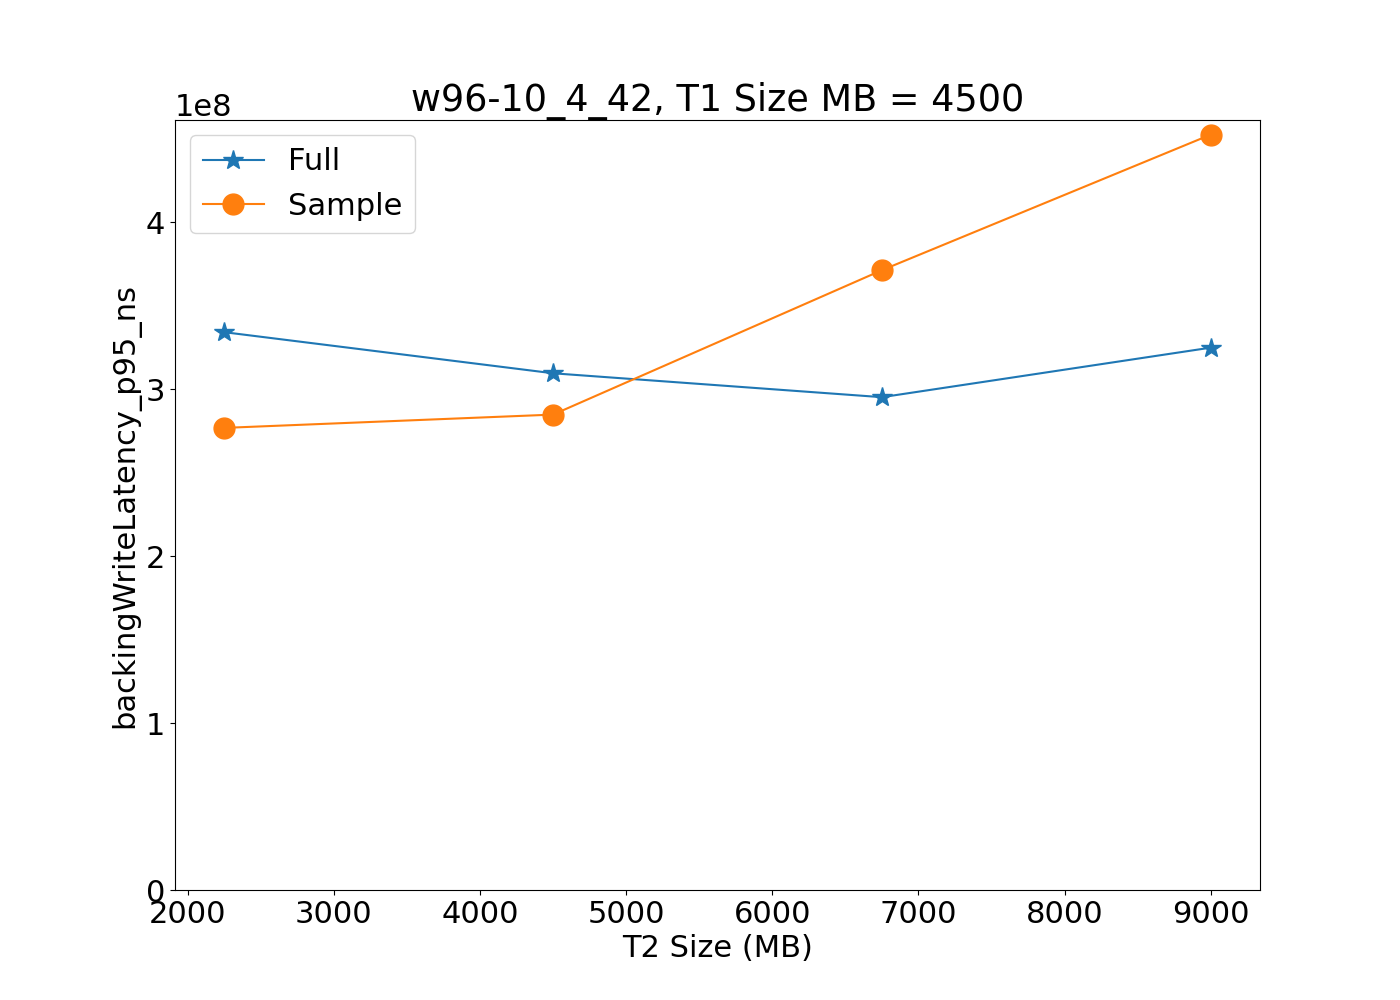 w96-10_4_42, T1 Size MB = 4500
1e8
Full
Sample
4
3
2
1
0
backingWriteLatency_p95_ns
2000 3000 4000 5000 6000 7000 8000 9000
T2 Size (MB)